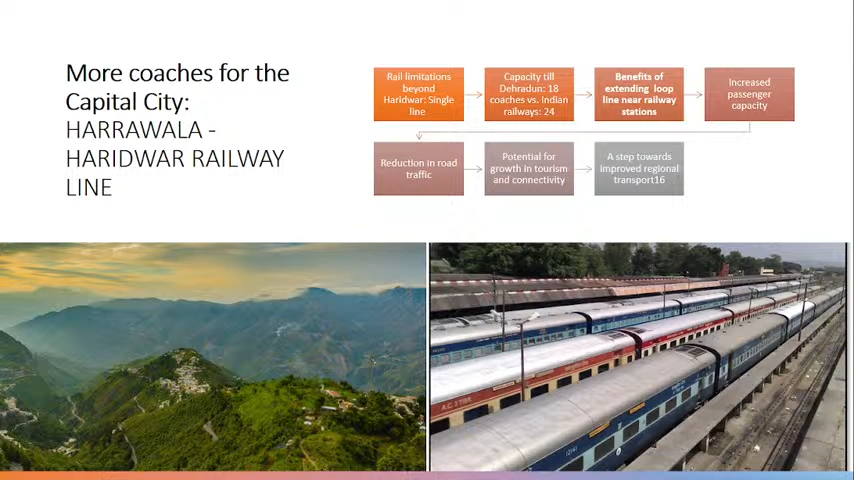 More coaches for the
Capital City:
HARRAWALA -
HARIDWAR RAILWAY
LINE
Rail limitations
beyond
Haridwar: Single
line
Capacity till
Dehradun: 18
coaches vs. Indian
railways: 24
Benefits of
extending loop
line near railway
stations
Increased
passenger
capacity
Reduction in road
traffic
Potential for
growth in tourism
and connectivity
A step towards
improved regional
transport16